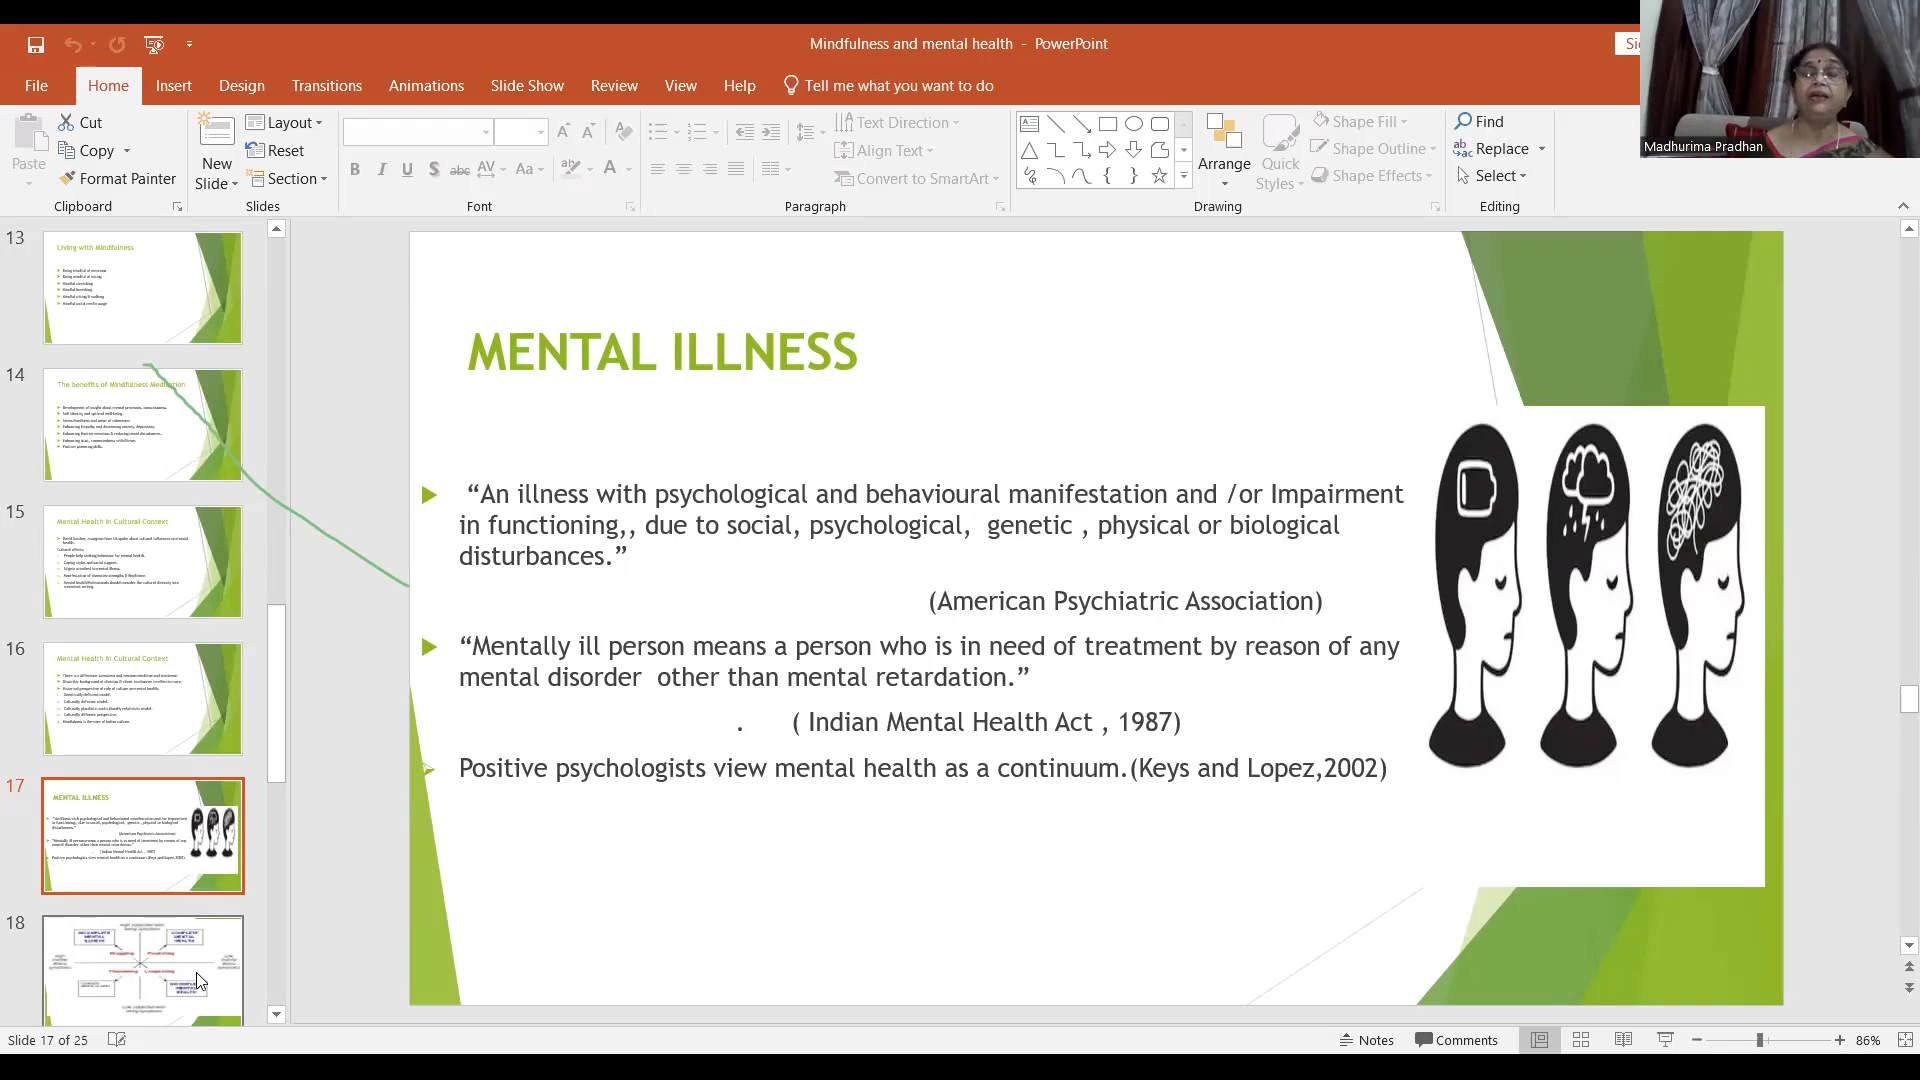 Mindfulness and mental health - PowerPoint
Madhurima Pradhan
File Home Insert Design Transitions Animations Slide Show Review View Help Tell me what you want to do
Paste
Cut
Copy
Format Painter
Clipboard
New Slide
Layout
Reset
Section
Slides
Font
Text Direction
Align Text
Convert to SmartArt
Paragraph
Arrange
Quick Styles
Shape Fill
Shape Outline
Shape Effects
Drawing
Find
Replace
Select
Editing
13
Living with Mindfulness
14
The benefits of Mindfulness Meditation
15
Mental Health in Cultural Context
16
Mental Health in Cultural Context
17
MENTAL ILLNESS
18
MENTAL ILLNESS
“An illness with psychological and behavioural manifestation and /or Impairment
in functioning,, due to social, psychological, genetic , physical or biological
disturbances.”
(American Psychiatric Association)
“Mentally ill person means a person who is in need of treatment by reason of any
mental disorder other than mental retardation.”
. ( Indian Mental Health Act , 1987)
Positive psychologists view mental health as a continuum.(Keys and Lopez,2002)
Slide 17 of 25
Notes
Comments
86%